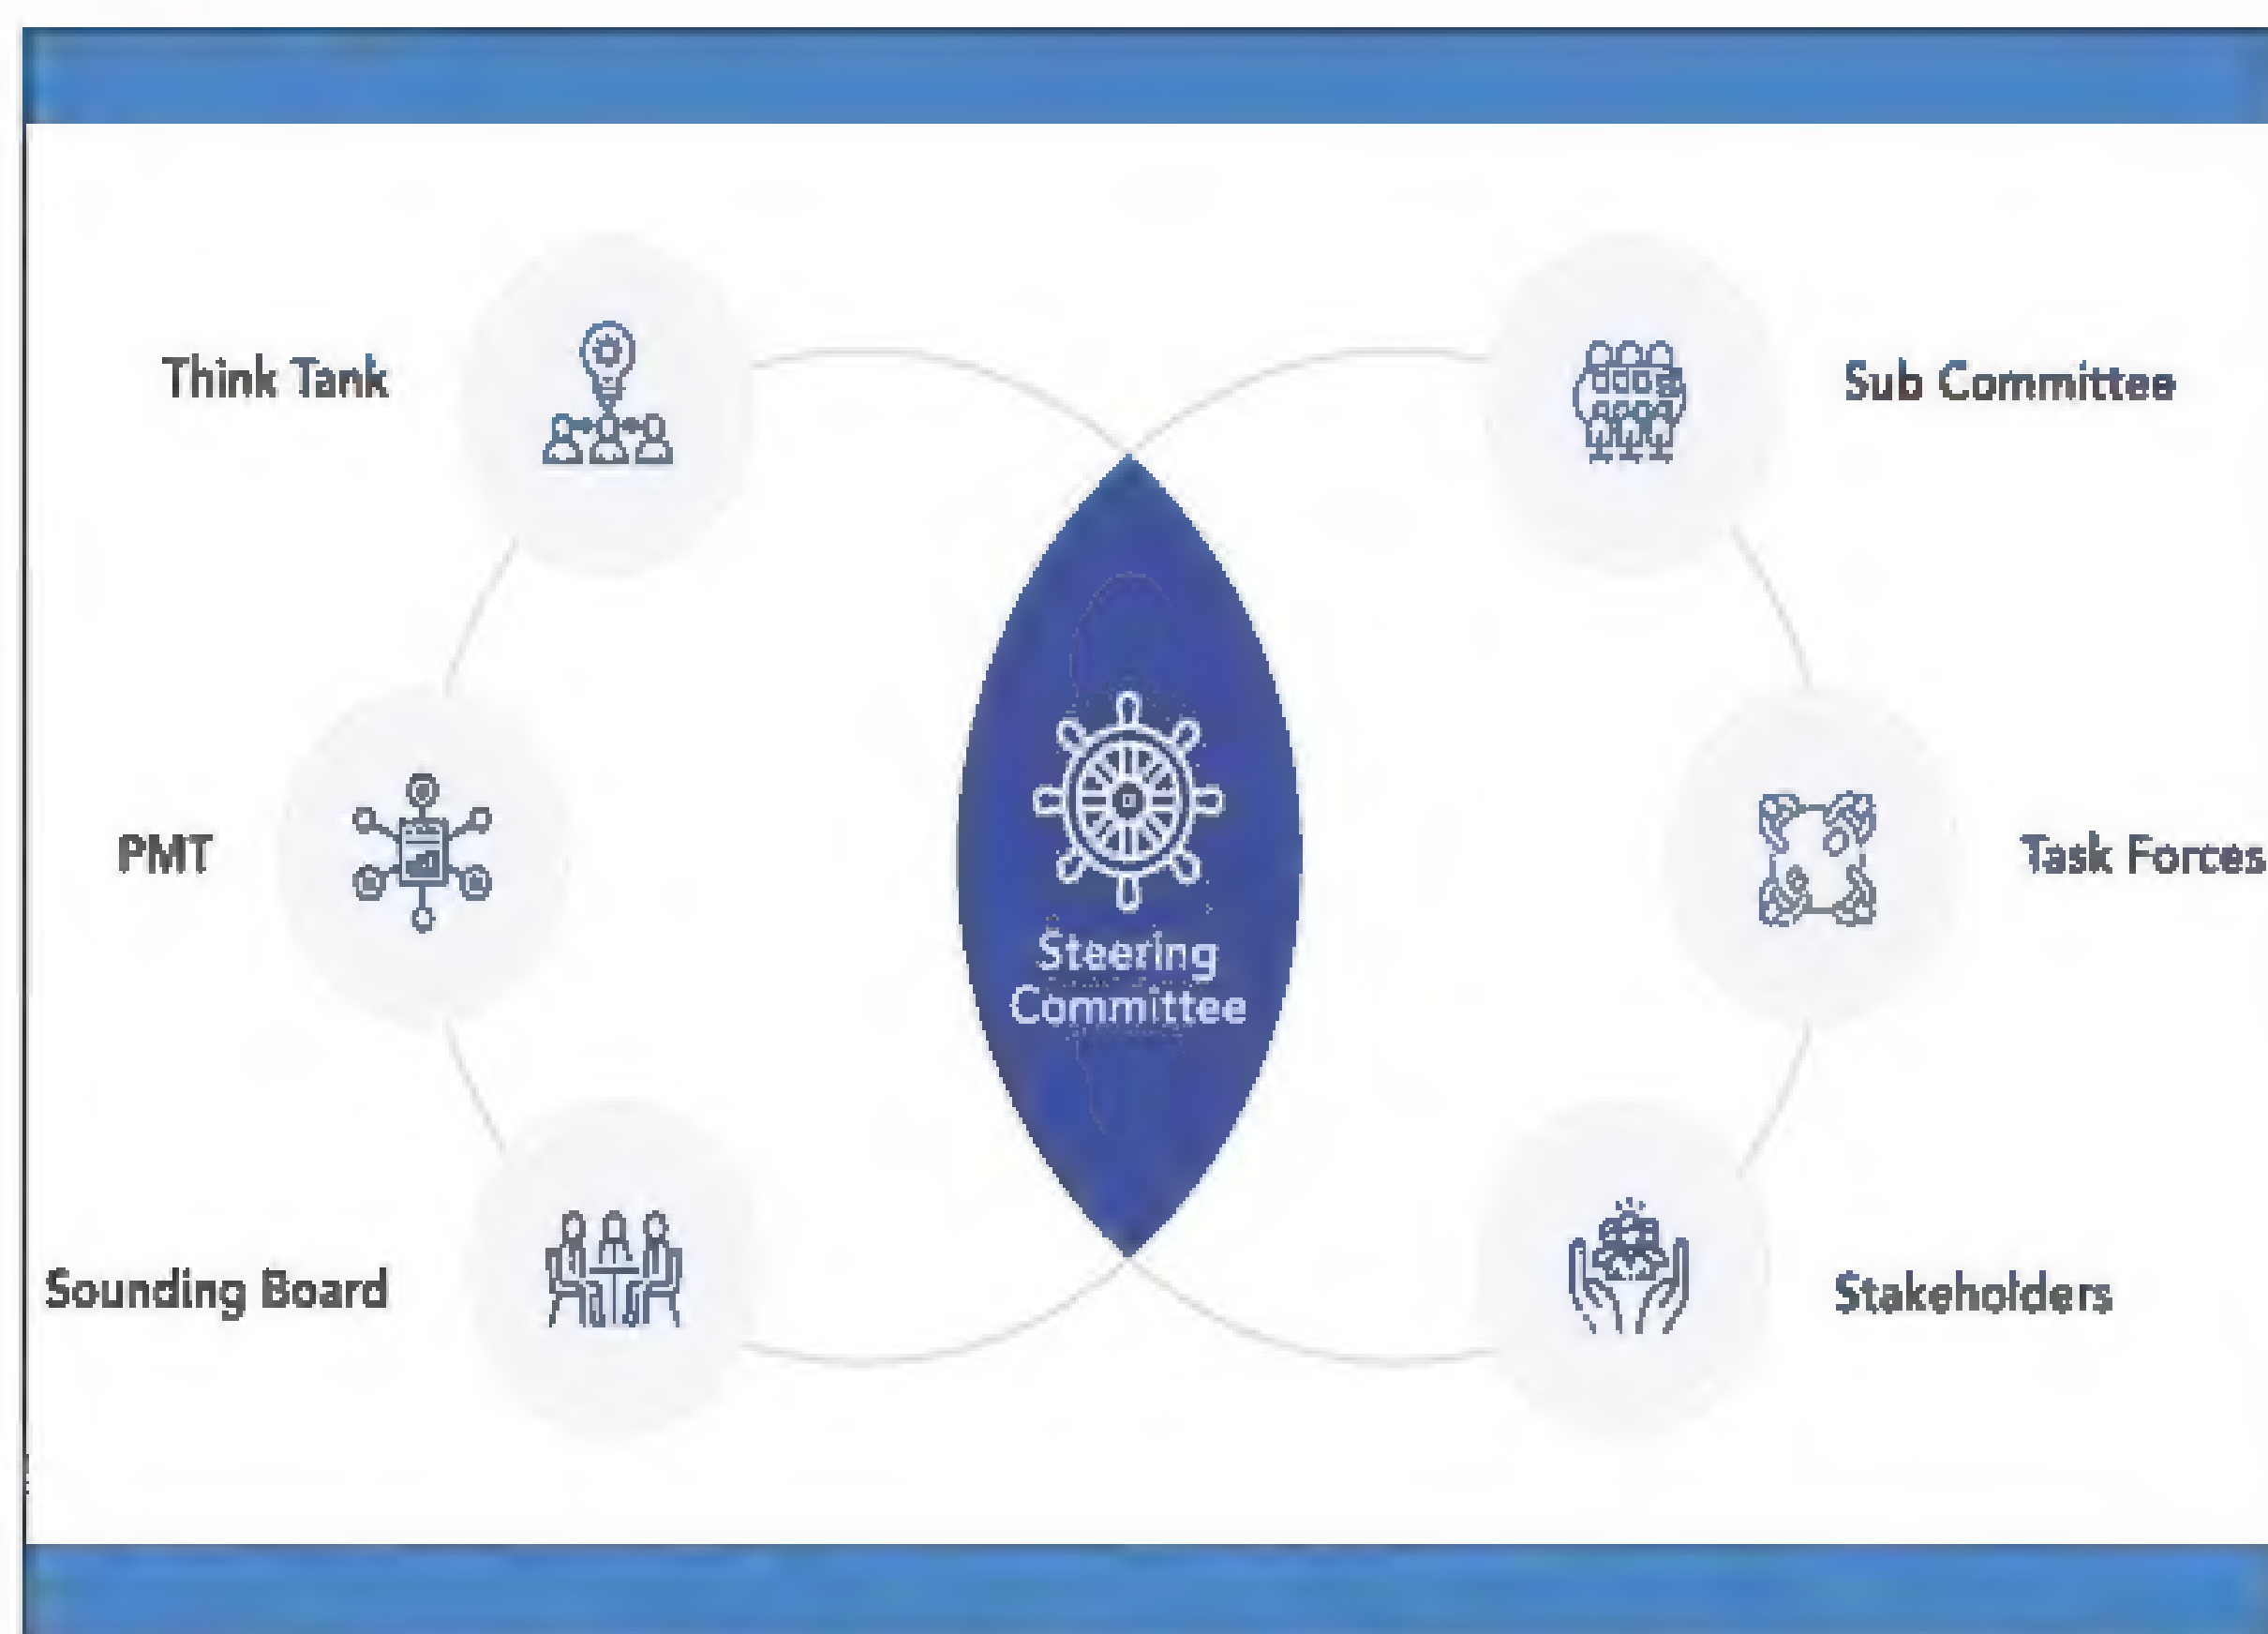 Think Tank
Sub Committee
PMT
Steering
Committee
Task Forces
Sounding Board
Stakeholders